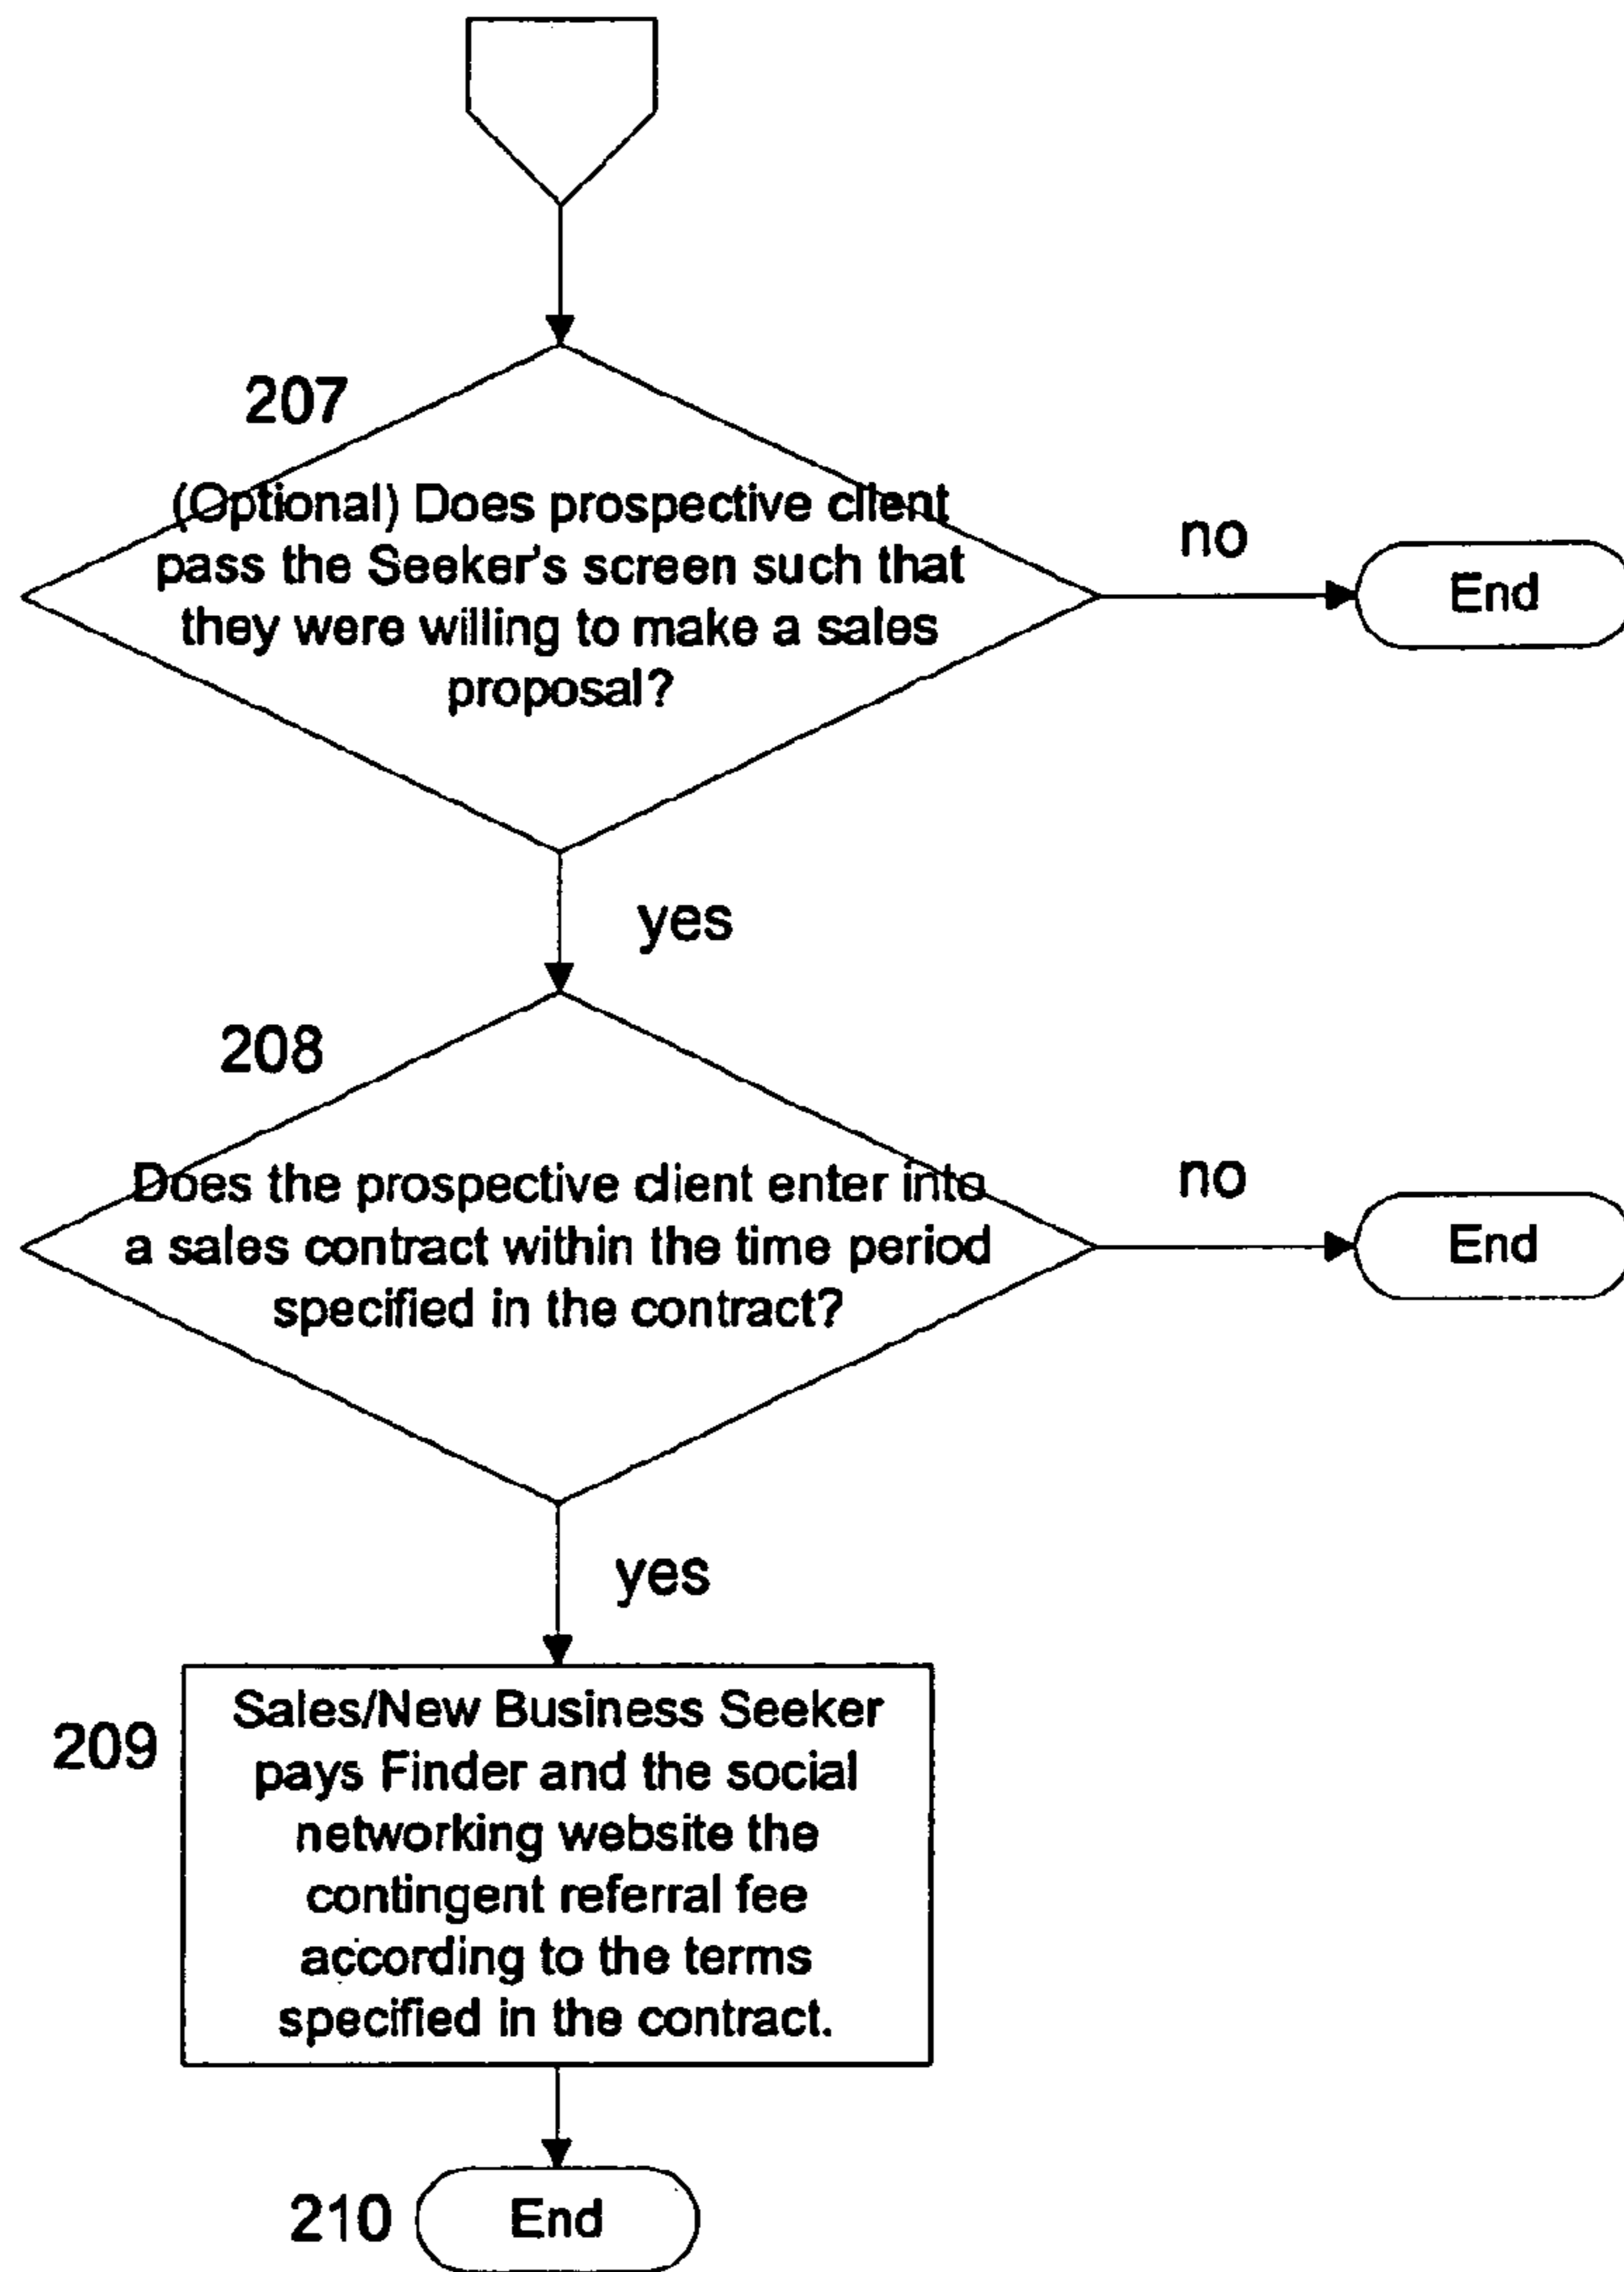 207
(Optional) Does prospective client
pass the Seeker's screen such that
they were willing to make a sales
proposal?
no
End
yes
208
Does the prospective client enter into
a sales contract within the time period
specified in the contract?
no
End
yes
209
Sales/New Business Seeker
pays Finder and the social
networking website the
contingent referral fee
according to the terms
specified in the contract.
210
End